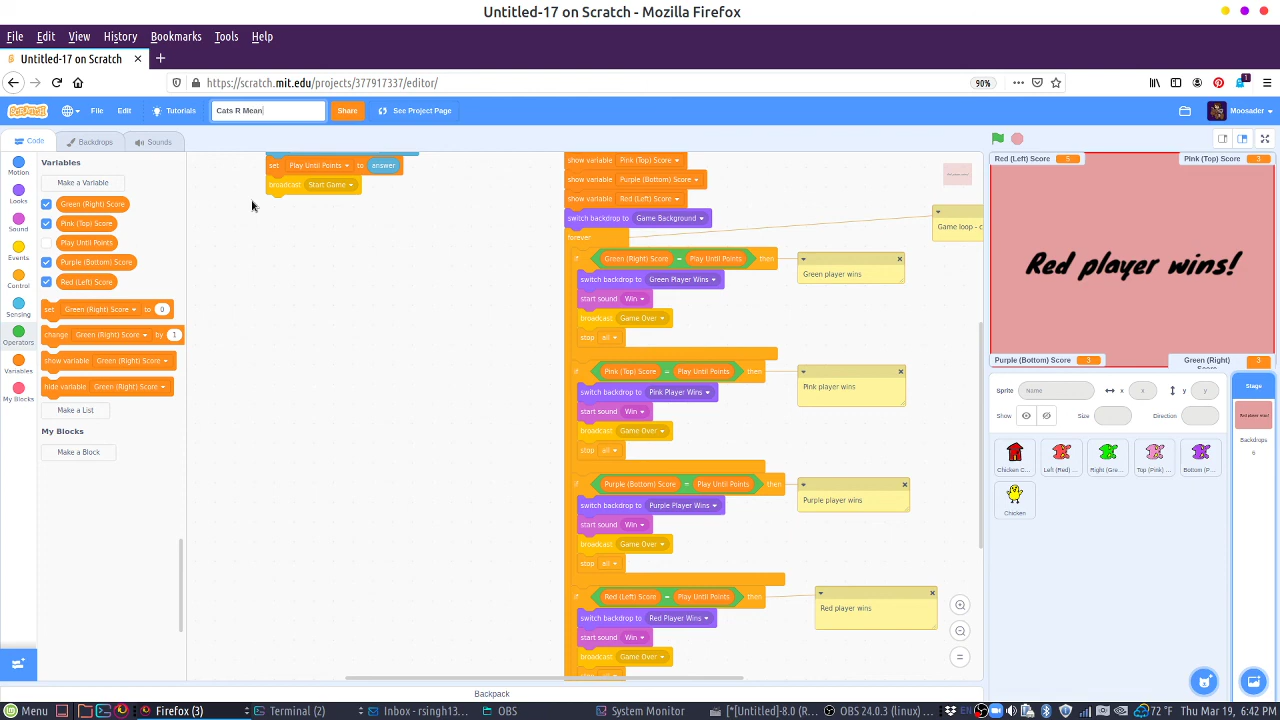 Untitled-17 on Scratch - Mozilla Firefox
File Edit View History Bookmarks Tools Help
Untitled-17 on Scratch
https://scratch.mit.edu/projects/377917337/editor/
90%
SCRATCH File Edit Tutorials Cats R Mean Share See Project Page Moosader
Code Backdrops Sounds
Motion
Looks
Sound
Events
Control
Sensing
Operators
Variables
My Blocks
Variables
Make a Variable
Green (Right) Score
Pink (Top) Score
Play Until Points
Purple (Bottom) Score
Red (Left) Score
set Green (Right) Score to 0
change Green (Right) Score by 1
show variable Green (Right) Score
hide variable Green (Right) Score
Make a List
My Blocks
Make a Block
set Play Until Points to answer
broadcast Start Game
show variable Pink (Top) Score
show variable Purple (Bottom) Score
show variable Red (Left) Score
switch backdrop to Game Background
forever
Game loop - c
if Green (Right) Score = Play Until Points then
Green player wins
switch backdrop to Green Player Wins
start sound Win
broadcast Game Over
stop all
if Pink (Top) Score = Play Until Points then
Pink player wins
switch backdrop to Pink Player Wins
start sound Win
broadcast Game Over
stop all
if Purple (Bottom) Score = Play Until Points then
Purple player wins
switch backdrop to Purple Player Wins
start sound Win
broadcast Game Over
stop all
if Red (Left) Score = Play Until Points then
Red player wins
switch backdrop to Red Player Wins
start sound Win
broadcast Game Over
Backpack
Red (Left) Score 5
Pink (Top) Score 3
Red player wins!
Purple (Bottom) Score 3
Green (Right) Score 3
Sprite Name x x y y
Show Size Direction
Chicken C... Left (Red) ... Right (Gre... Top (Pink) ... Bottom (P...
Chicken
Stage
Backdrops
6
Menu Firefox (3) Terminal (2) Inbox - rsingh13... OBS System Monitor [*[Untitled]-8.0 (R... OBS 24.0.3 (linux) ... Thu Mar 19, 6:42 PM